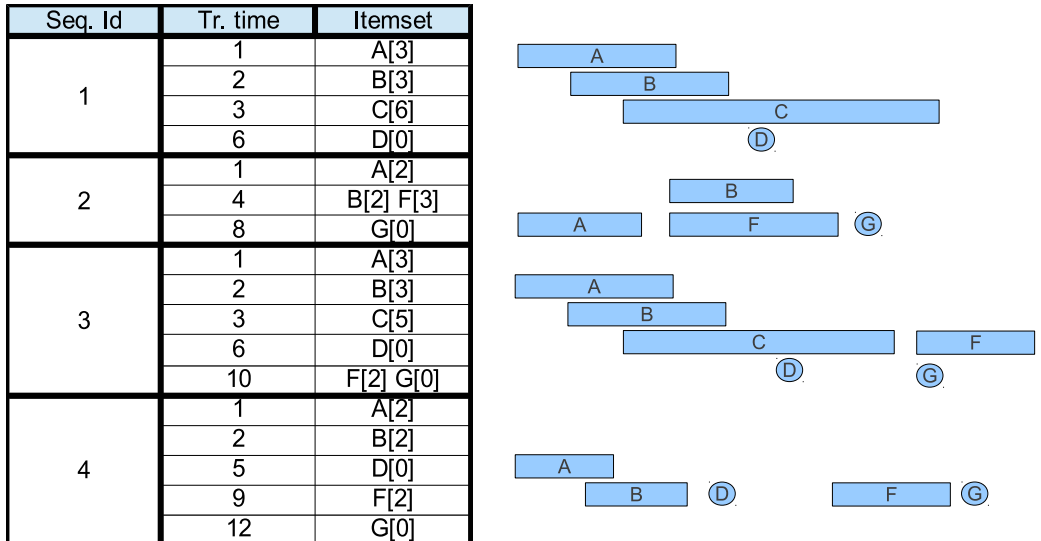 Seq. Id Tr. time Itemset
1 A[3]
2 B[3]
1
3 C[6]
6 D[0]
1 A[2]
2 4 B[2] F[3]
8 G[0]
1 A[3]
2 B[3]
3 3 C[5]
6 D[0]
10 F[2] G[0]
1 A[2]
2 B[2]
4 5 D[0]
9 F[2]
12 G[0]
A
B
C
D
B
A F G
A
B
C F
D G
A
B D F G